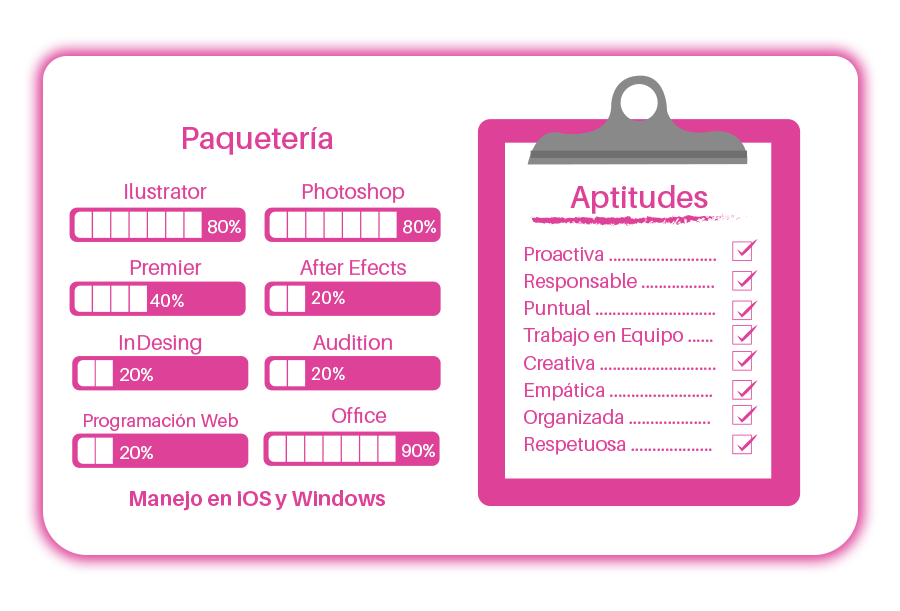 Paquetería
Ilustrator
80%
Photoshop
80%
Premier
40%
After Efects
20%
InDesing
20%
Audition
20%
Programación Web
20%
Office
90%
Manejo en iOS y Windows
Aptitudes
Proactiva .........................
Responsable .................
Puntual ............................
Trabajo en Equipo ......
Creativa ...........................
Empática ........................
Organizada ...................
Respetuosa ...................